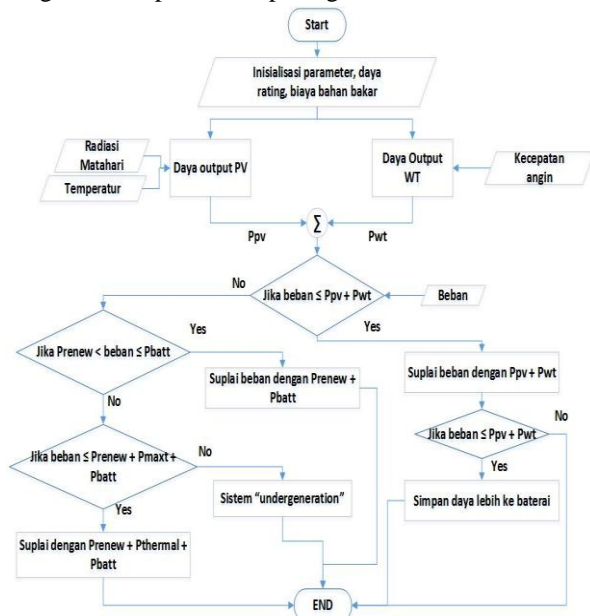 Start
Inisialisasi parameter, daya
rating, biaya bahan bakar
Radiasi
Matahari
Temperatur
Daya output PV
Daya Output
WT
Kecepatan
angin
Ppv
Σ
Pwt
No
Jika beban ≤ Ppv + Pwt
Beban
Yes
Yes
Jika Prenew < beban ≤ Pbatt
Suplai beban dengan Prenew +
Pbatt
Suplai beban dengan Ppv + Pwt
No
No
Jika beban ≤ Ppv + Pwt
Jika beban ≤ Prenew + Pmaxt +
Pbatt
No
Yes
Sistem “undergeneration”
Simpan daya lebih ke baterai
Yes
Suplai dengan Prenew + Pthermal +
Pbatt
END